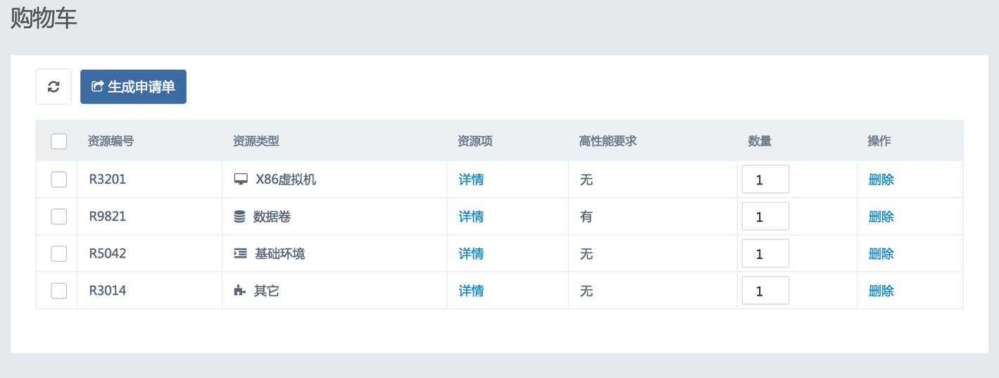 购物车
生成申请单
资源编号 资源类型 资源项 高性能要求 数量 操作
R3201 X86虚拟机 详情 无 1 删除
R9821 数据卷 详情 有 1 删除
R5042 基础环境 详情 无 1 删除
R3014 其它 详情 无 1 删除